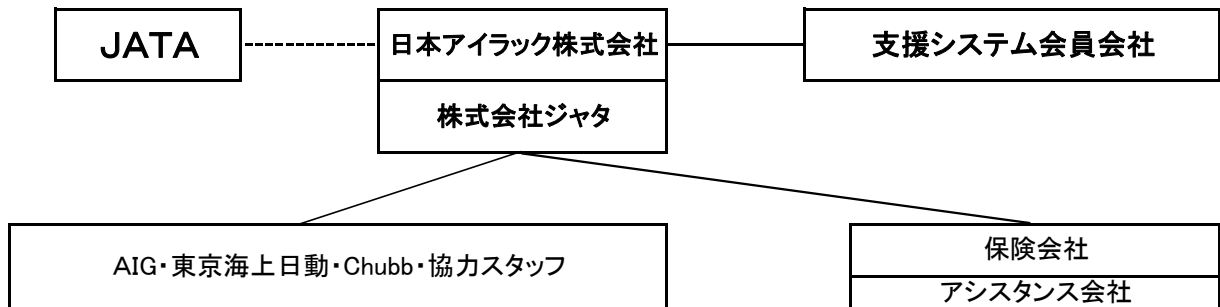 JATA
日本アイラック株式会社
支援システム会員会社
株式会社ジャタ
AIG・東京海上日動・Chubb・協力スタッフ
保険会社
アシスタンス会社